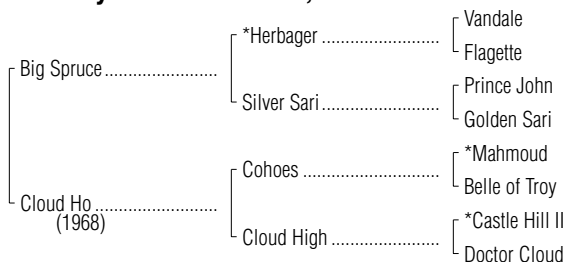 Vandale
*Herbager
Flagette
Big Spruce
Prince John
Silver Sari
Golden Sari
*Mahmoud
Cohoes
Belle of Troy
Cloud Ho
(1968)
*Castle Hill II
Cloud High
Doctor Cloud